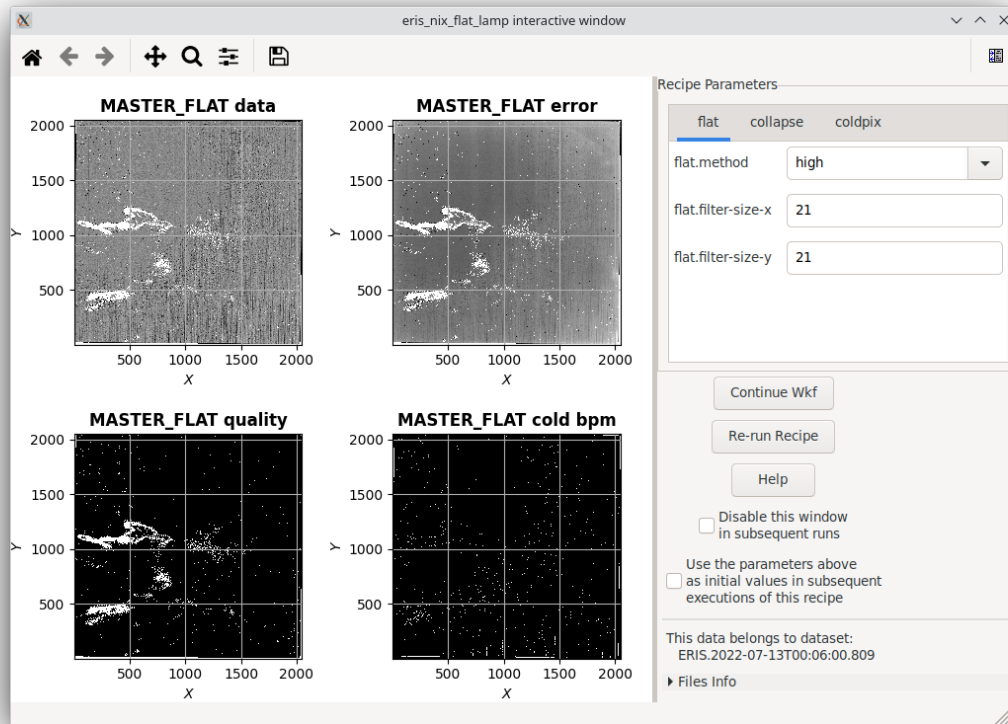 eris_nix_flat_lamp interactive window
MASTER_FLAT data
2000
1500
1000
500
Y
500 1000 1500 2000
X
MASTER_FLAT error
2000
1500
1000
500
Y
500 1000 1500 2000
X
MASTER_FLAT quality
2000
1500
1000
500
Y
500 1000 1500 2000
X
MASTER_FLAT cold bpm
2000
1500
1000
500
Y
500 1000 1500 2000
X
Recipe Parameters
flat collapse coldpix
flat.method high
flat.filter-size-x 21
flat.filter-size-y 21
Continue Wkf
Re-run Recipe
Help
Disable this window
in subsequent runs
Use the parameters above
as initial values in subsequent
executions of this recipe
This data belongs to dataset:
ERIS.2022-07-13T00:06:00.809
Files Info